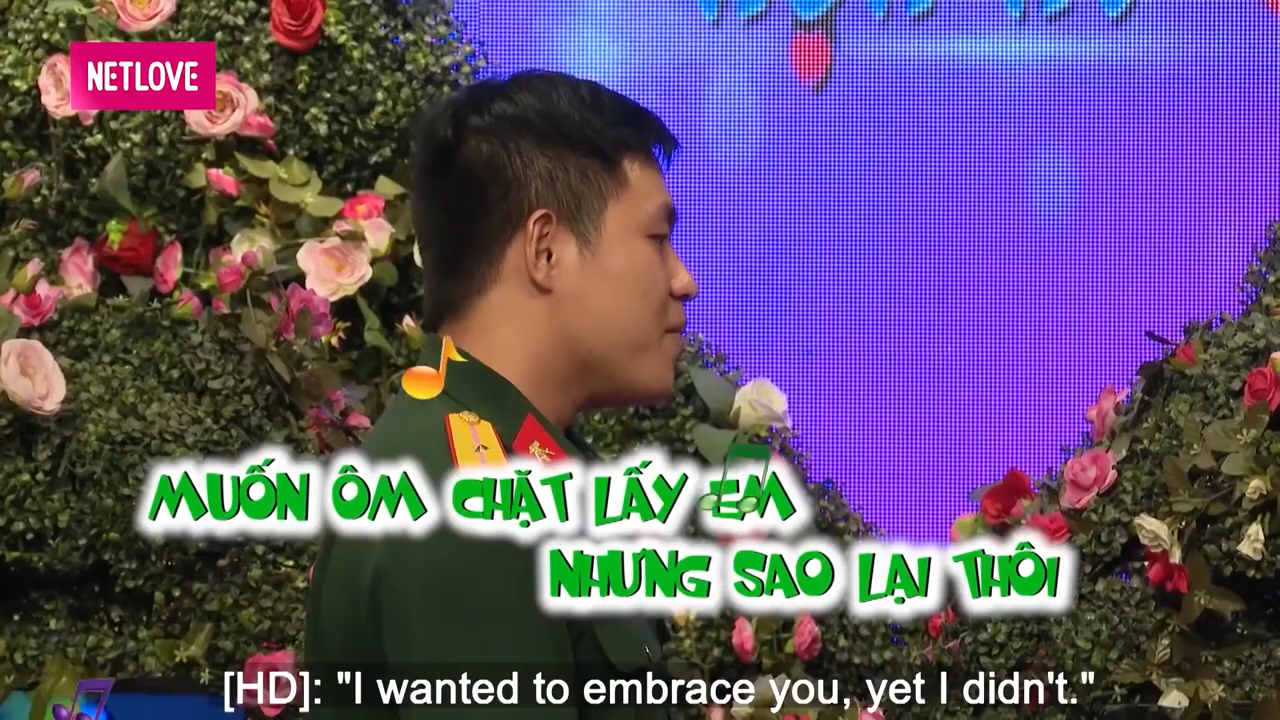 NETLOVE
MUỐN ÔM CHẶT LẤY EM
NHƯNG SAO LẠI THÔI
[HD]: "I wanted to embrace you, yet I didn't."